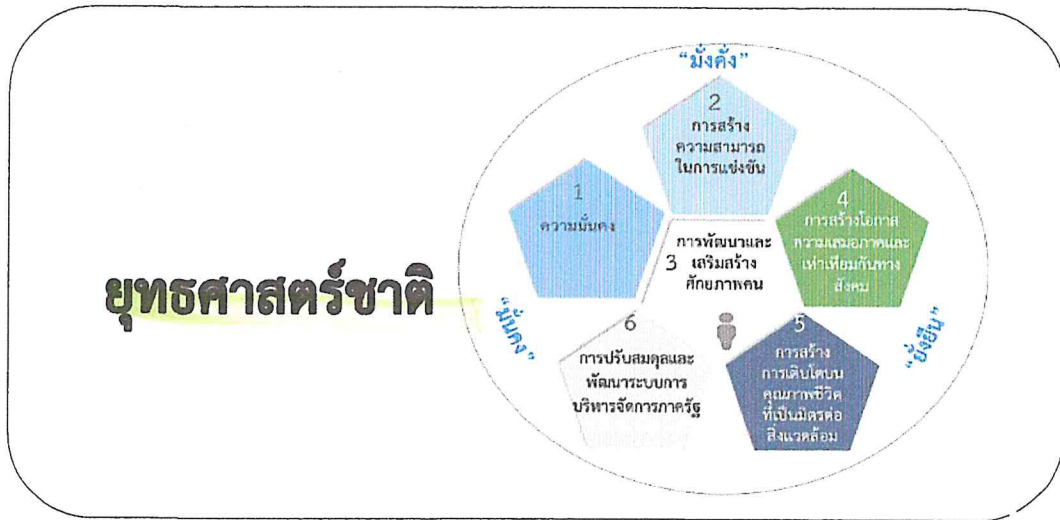 ยุทธศาสตร์ชาติ
“มั่งคั่ง”
2
การสร้าง
ความสามารถ
ในการแข่งขัน
1
ความมั่นคง
4
การสร้างโอกาส
ความเสมอภาคและ
เท่าเทียมกันทาง
สังคม
3
การพัฒนาและ
เสริมสร้าง
ศักยภาพคน
“มั่นคง”
“ยั่งยืน”
6
การปรับสมดุลและ
พัฒนาระบบการ
บริหารจัดการภาครัฐ
5
การสร้าง
การเติบโตบน
คุณภาพชีวิต
ที่เป็นมิตรต่อ
สิ่งแวดล้อม